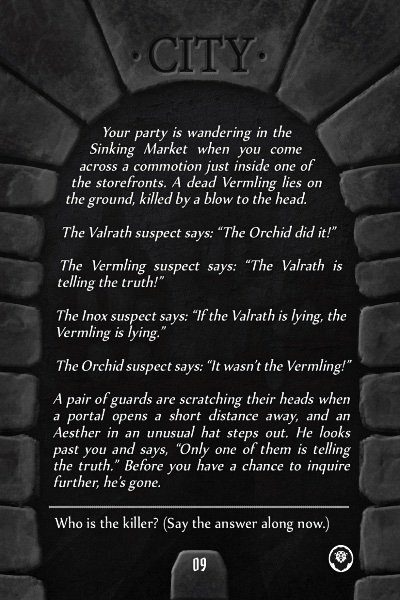 ·CITY·
Your party is wandering in the
Sinking Market when you come
across a commotion just inside one of
the storefronts. A dead Vermling lies on
the ground, killed by a blow to the head.
The Valrath suspect says: “The Orchid did it!”
The Vermling suspect says: “The Valrath is
telling the truth!”
The Inox suspect says: “If the Valrath is lying, the
Vermling is lying.”
The Orchid suspect says: “It wasn’t the Vermling!”
A pair of guards are scratching their heads when
a portal opens a short distance away, and an
Aesther in an unusual hat steps out. He looks
past you and says, “Only one of them is telling
the truth.” Before you have a chance to inquire
further, he’s gone.
Who is the killer? (Say the answer along now.)
09